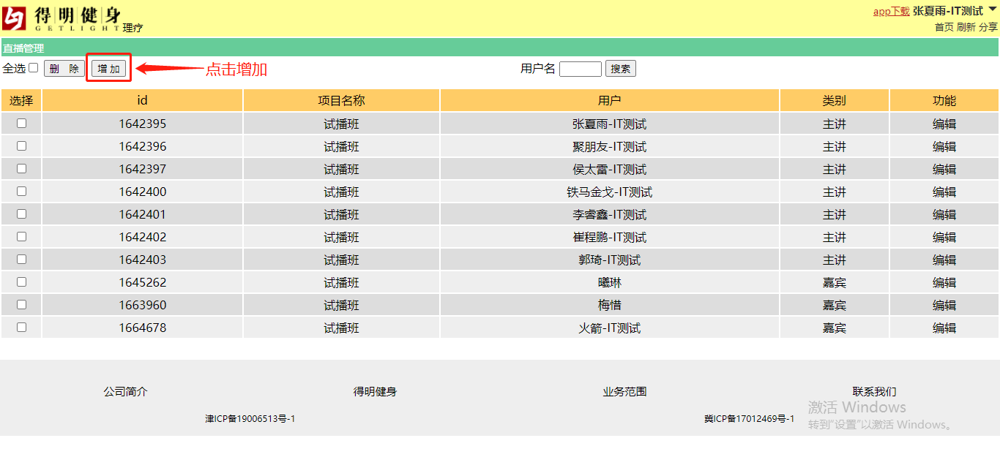 得明健身
GETLIGHT理疗
app下载 张夏雨-IT测试
首页 刷新 分享
直播管理
全选 删 除 增 加 点击增加 用户名 搜索
选择 id 项目名称 用户 类别 功能
1642395 试播班 张夏雨-IT测试 主讲 编辑
1642396 试播班 聚朋友-IT测试 主讲 编辑
1642397 试播班 侯太雷-IT测试 主讲 编辑
1642400 试播班 铁马金戈-IT测试 主讲 编辑
1642401 试播班 李睿鑫-IT测试 主讲 编辑
1642402 试播班 崔程鹏-IT测试 主讲 编辑
1642403 试播班 郭琦-IT测试 主讲 编辑
1645262 试播班 曦琳 嘉宾 编辑
1663960 试播班 梅惜 嘉宾 编辑
1664678 试播班 火箭-IT测试 嘉宾 编辑
公司简介 得明健身 业务范围 联系我们
津ICP备19006513号-1 冀ICP备17012469号-1
激活 Windows
转到"设置"以激活 Windows。